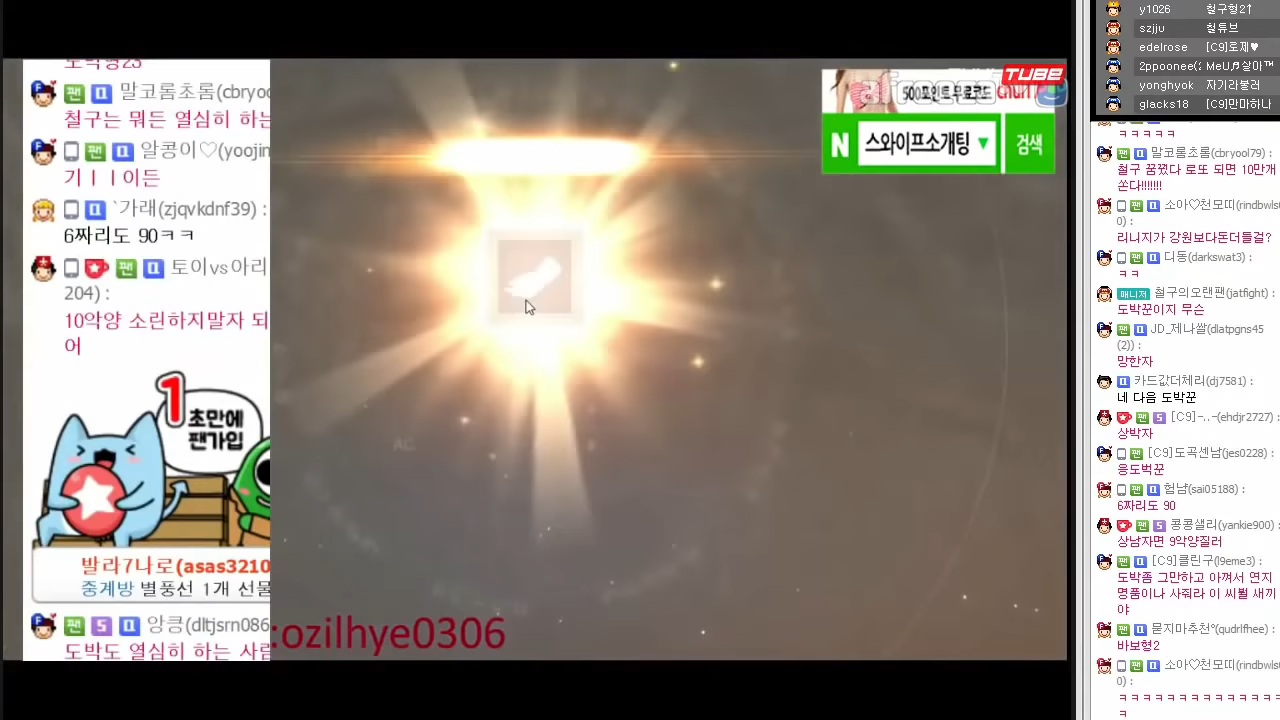 도박형23
말코롬초롬(cbryoo
철구는 뭐든 열심히 하는
알콩이♡(yoojin
기ㅣㅣ이든
`가래(zjqvkdnf39) :
6짜리도 90ㅋㅋ
토이vs아리
204) :
10악양 소린하지말자 되
어
1
초만에
팬가입
발라7나로(asas3210
중계방 별풍선 1개 선물
앙큼(dltjsrn086
도박도 열심히 하는 사람
:ozilhye0306
TUBE
afreeca
500포인트 무료코드
N 스와이프소개팅 ▼ 검색
y1026 철구형2↑
szjju 철튜브
edelrose [C9]로제♥
2ppoonee(2 MeU♬살아™
yonghyok 자기라붕러
glacks18 [C9]만마하나
ㅋㅋㅋㅋㅋ
말코롬초롬(cbryool79) :
철구 꿈꿨다 로또 되면 10만개
쏜다!!!!!!!
소아♡천모띠(rindbwls
0) :
리니지가 강원보다돈더들걸?
디동(darkswat3) :
ㅋㅋ
매니저 철구의오랜팬(jatfight) :
도박꾼이지 무슨
JD_제나쌀(dlatpgns45
(2)) :
망한자
카드값더체리(dj7581) :
네 다음 도박꾼
[C9]-..-(ehdjr2727) :
상박자
[C9]도곡센남(jes0228) :
응도벅꾼
험냠(sai05188) :
6짜리도 90
콩콩샐리(yankie900) :
상남자면 9악양질러
[C9]클린구(l9eme3) :
도박좀 그만하고 아껴서 연지
명품이나 사줘라 이 씨뷜 새끼
야
묻지마추천°(qudrlfhee) :
바보형2
소아♡천모띠(rindbwls
0) :
ㅋㅋㅋㅋㅋㅋㅋㅋㅋㅋㅋㅋㅋ
ㅋ